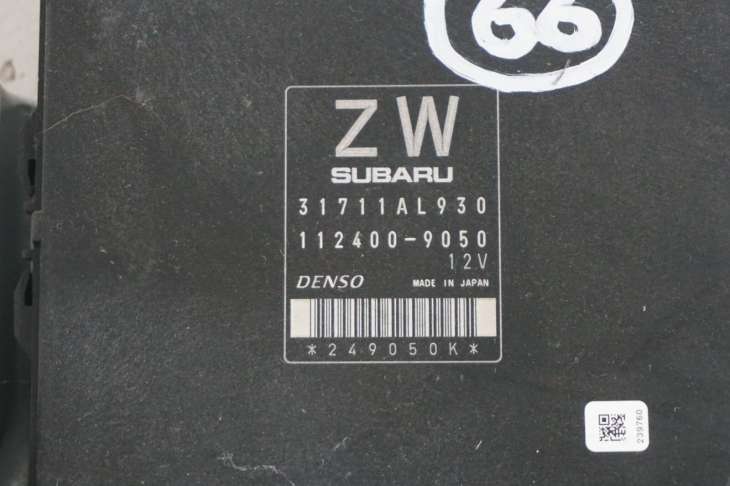 66
ZW
SUBARU
31711AL930
112400-9050
12V
DENSO MADE IN JAPAN
*249050K*
239760